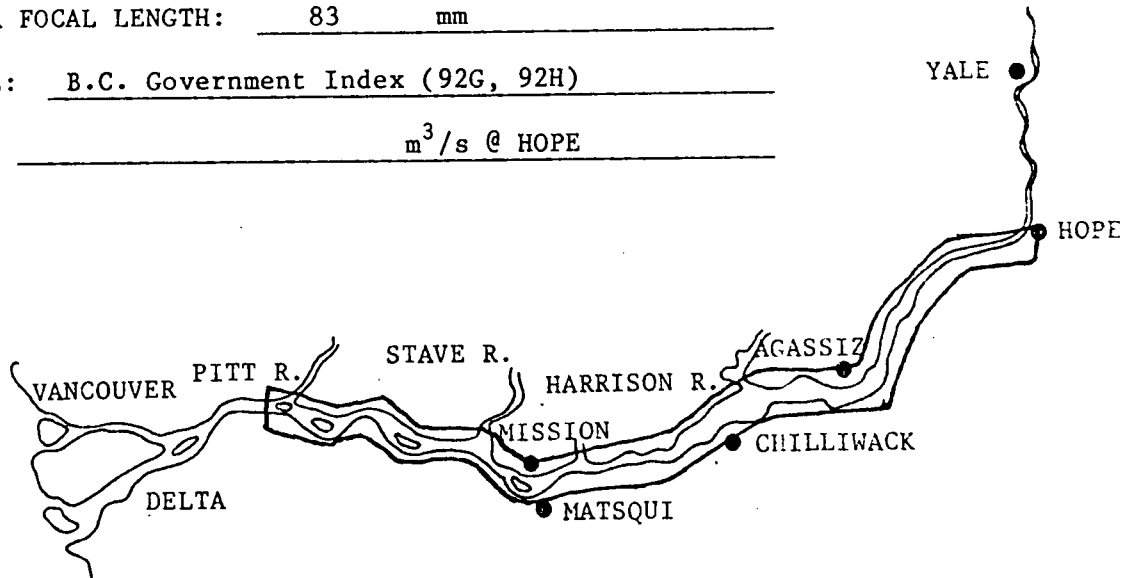 FOCAL LENGTH: 83 mm
B.C. Government Index (92G, 92H)
m³/s @ HOPE
YALE
HOPE
AGASSIZ
STAVE R.
HARRISON R.
PITT R.
VANCOUVER
MISSION
CHILLIWACK
DELTA
MATSQUI